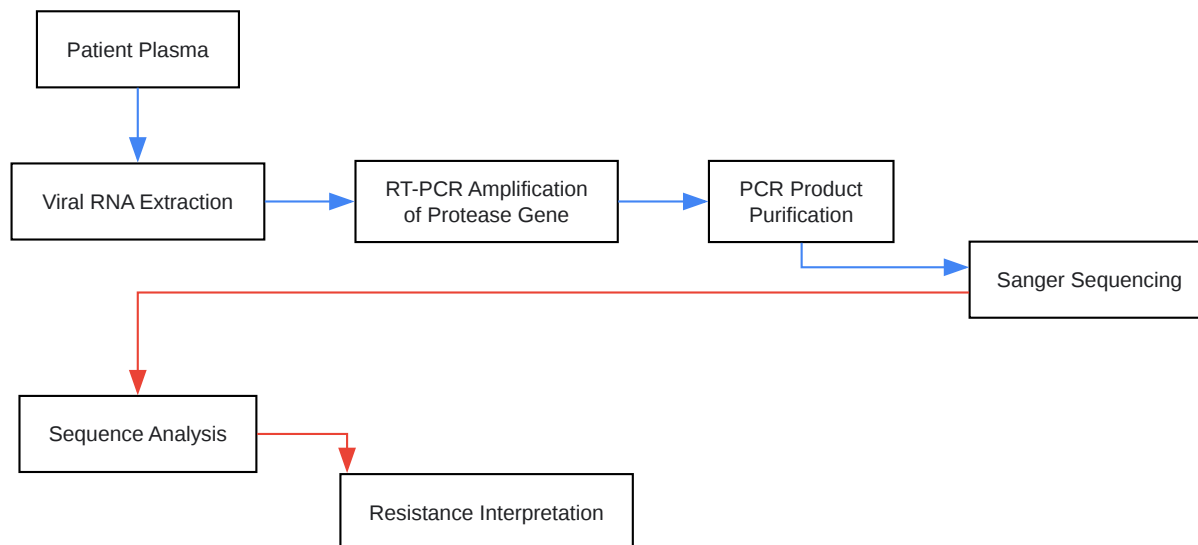 Patient Plasma
Viral RNA Extraction
RT-PCR Amplification
of Protease Gene
PCR Product
Purification
Sanger Sequencing
Sequence Analysis
Resistance Interpretation